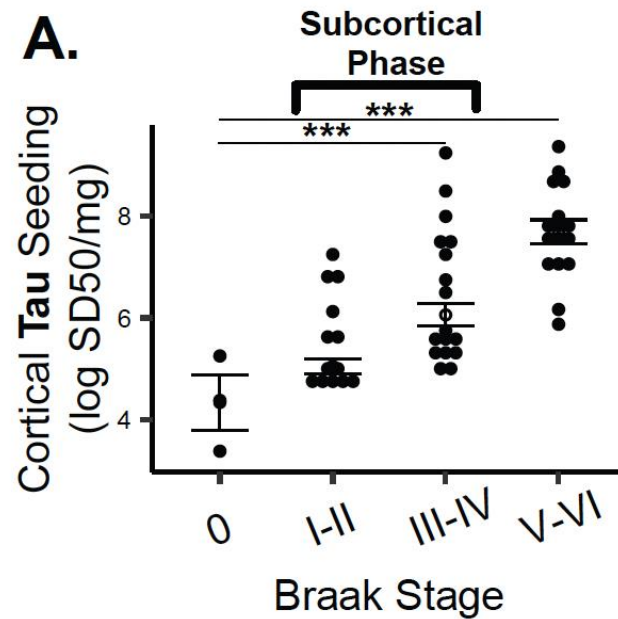 A.
Subcortical
Phase
***
***
Cortical Tau Seeding
(log SD50/mg)
8
6
4
0
I-II
III-IV
V-VI
Braak Stage